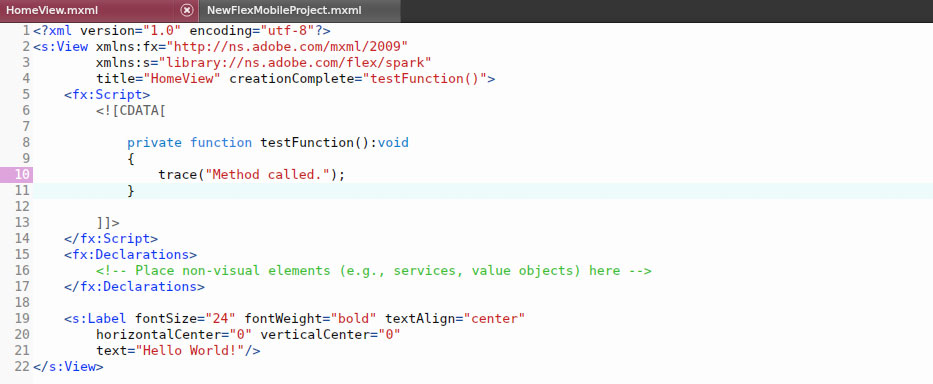 HomeView.mxml NewFlexMobileProject.mxml
1 <?xml version="1.0" encoding="utf-8"?>
2 <s:View xmlns:fx="http://ns.adobe.com/mxml/2009"
3 xmlns:s="library://ns.adobe.com/flex/spark"
4 title="HomeView" creationComplete="testFunction()">
5 <fx:Script>
6 <![CDATA[
7
8 private function testFunction():void
9 {
10 trace("Method called.");
11 }
12
13 ]]>
14 </fx:Script>
15 <fx:Declarations>
16 <!-- Place non-visual elements (e.g., services, value objects) here -->
17 </fx:Declarations>
18
19 <s:Label fontSize="24" fontWeight="bold" textAlign="center"
20 horizontalCenter="0" verticalCenter="0"
21 text="Hello World!"/>
22 </s:View>